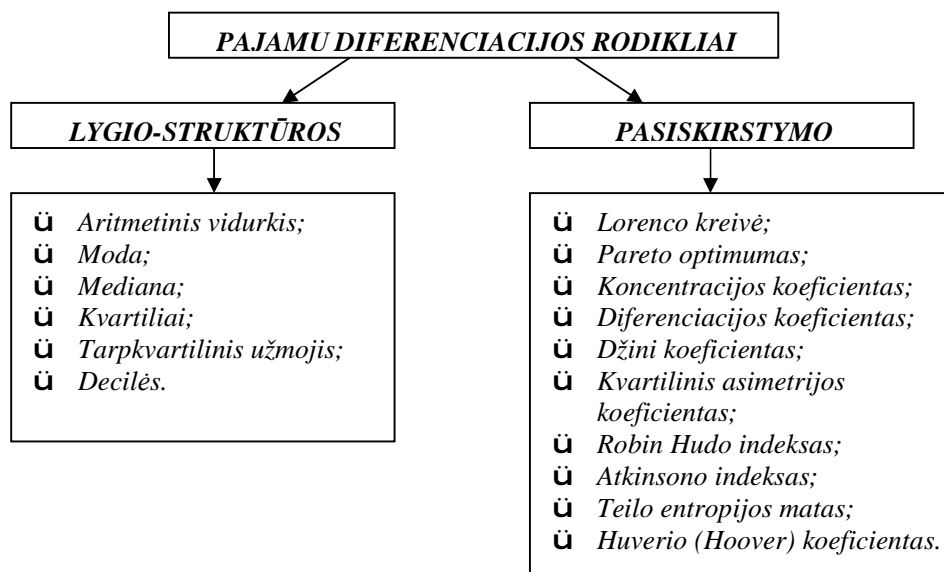 PAJAMU DIFERENCIACIJOS RODIKLIAI
LYGIO-STRUKTŪROS
ü Aritmetinis vidurkis;
ü Moda;
ü Mediana;
ü Kvartiliai;
ü Tarpkvartilinis užmojis;
ü Decilės.
PASISKIRSTYMO
ü Lorenco kreivė;
ü Pareto optimumas;
ü Koncentracijos koeficientas;
ü Diferenciacijos koeficientas;
ü Džini koeficientas;
ü Kvartilinis asimetrijos
koeficientas;
ü Robin Hudo indeksas;
ü Atkinsono indeksas;
ü Teilo entropijos matas;
ü Huverio (Hoover) koeficientas.